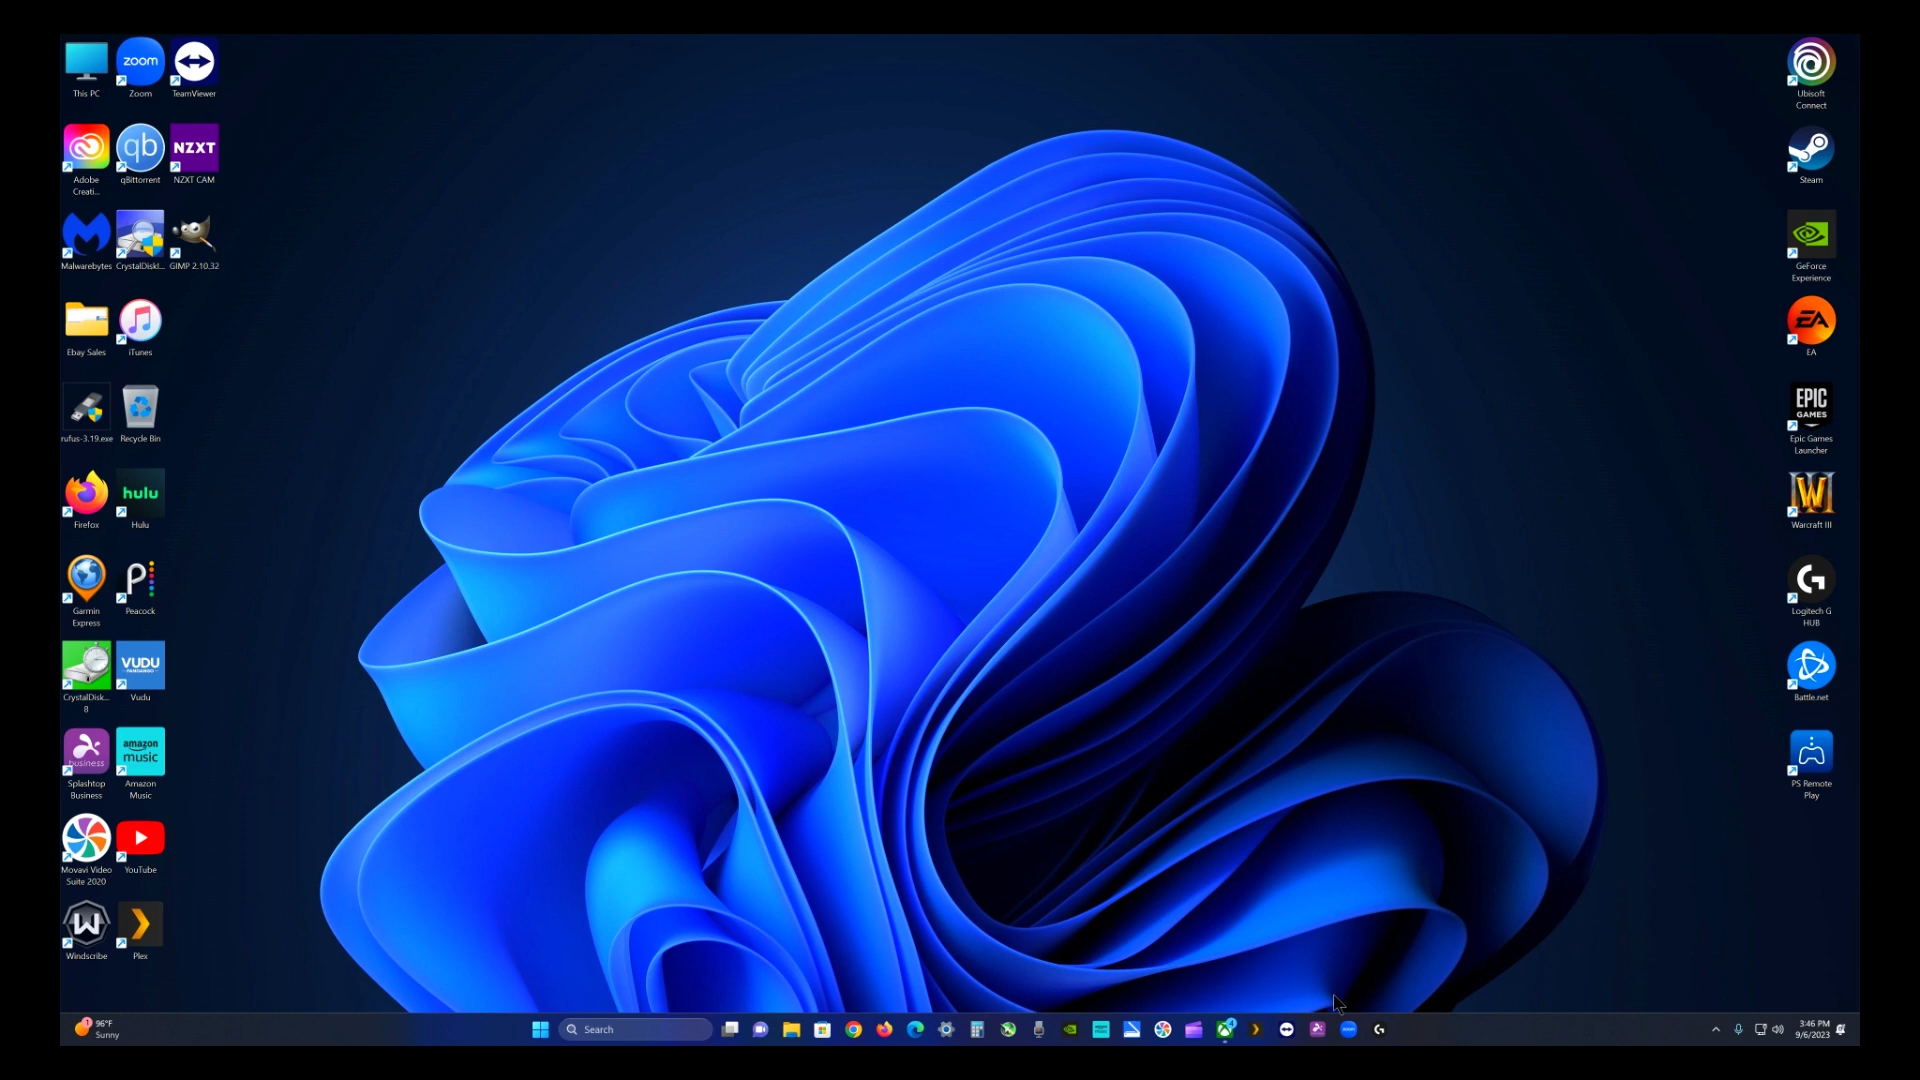 zoom
This PC
Zoom
TeamViewer
qb
NZXT
Adobe
Creati...
qBittorrent
NZXT CAM
Malwarebytes
CrystalDiskI...
GIMP 2.10.32
Ebay Sales
iTunes
rufus-3.19.exe
Recycle Bin
hulu
Firefox
Hulu
Garmin
Express
Peacock
VUDU
FANDANGO
CrystalDisk...
8
Vudu
business
amazon
music
Splashtop
Business
Amazon
Music
Movavi Video
Suite 2020
YouTube
W
Windscribe
Plex
Ubisoft
Connect
Steam
GeForce
Experience
EA
EA
EPIC
GAMES
Epic Games
Launcher
W
Warcraft III
G
Logitech G
HUB
Battle.net
PS Remote
Play
1
96°F
Sunny
Search
4
3:46 PM
9/6/2023